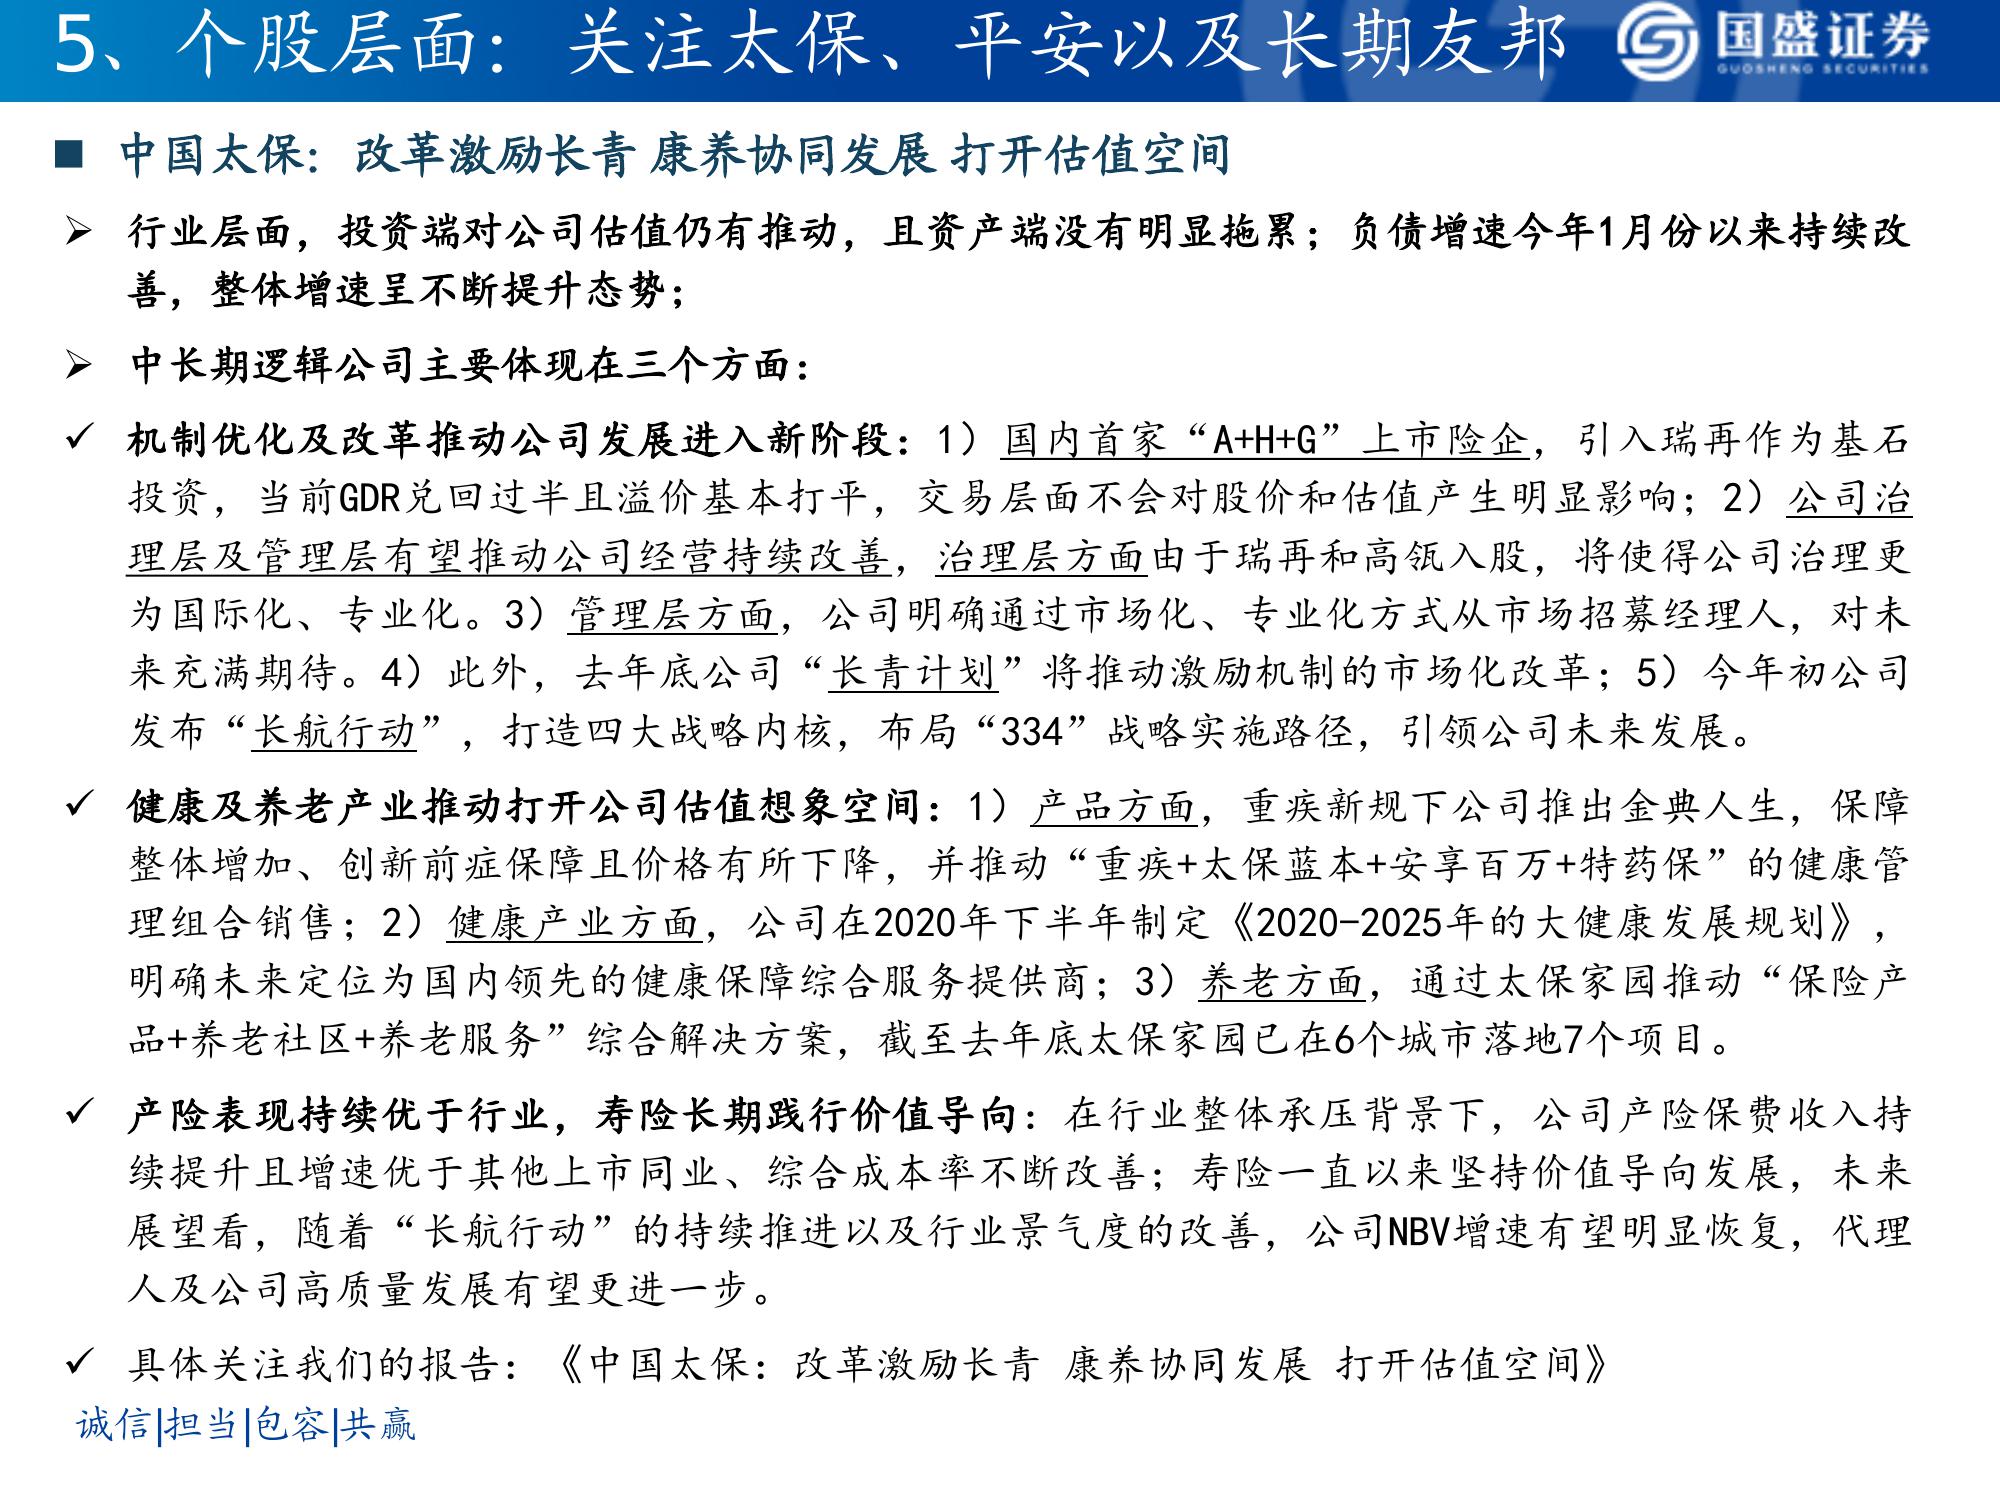 5、个股层面：关注太保、平安以及长期友邦
国盛证券
GUOSHENG SECURITIES
■ 中国太保：改革激励长青 康养协同发展 打开估值空间
➢ 行业层面，投资端对公司估值仍有推动，且资产端没有明显拖累；负债增速今年1月份以来持续改
善，整体增速呈不断提升态势；
➢ 中长期逻辑公司主要体现在三个方面：
✓ 机制优化及改革推动公司发展进入新阶段：1）国内首家“A+H+G”上市险企，引入瑞再作为基石
投资，当前GDR兑回过半且溢价基本打平，交易层面不会对股价和估值产生明显影响；2）公司治
理层及管理层有望推动公司经营持续改善，治理层方面由于瑞再和高瓴入股，将使得公司治理更
为国际化、专业化。3）管理层方面，公司明确通过市场化、专业化方式从市场招募经理人，对未
来充满期待。4）此外，去年底公司“长青计划”将推动激励机制的市场化改革；5）今年初公司
发布“长航行动”，打造四大战略内核，布局“334”战略实施路径，引领公司未来发展。
✓ 健康及养老产业推动打开公司估值想象空间：1）产品方面，重疾新规下公司推出金典人生，保障
整体增加、创新前症保障且价格有所下降，并推动“重疾+太保蓝本+安享百万+特药保”的健康管
理组合销售；2）健康产业方面，公司在2020年下半年制定《2020-2025年的大健康发展规划》，
明确未来定位为国内领先的健康保障综合服务提供商；3）养老方面，通过太保家园推动“保险产
品+养老社区+养老服务”综合解决方案，截至去年底太保家园已在6个城市落地7个项目。
✓ 产险表现持续优于行业，寿险长期践行价值导向：在行业整体承压背景下，公司产险保费收入持
续提升且增速优于其他上市同业、综合成本率不断改善；寿险一直以来坚持价值导向发展，未来
展望看，随着“长航行动”的持续推进以及行业景气度的改善，公司NBV增速有望明显恢复，代理
人及公司高质量发展有望更进一步。
✓ 具体关注我们的报告：《中国太保：改革激励长青 康养协同发展 打开估值空间》
诚信|担当|包容|共赢